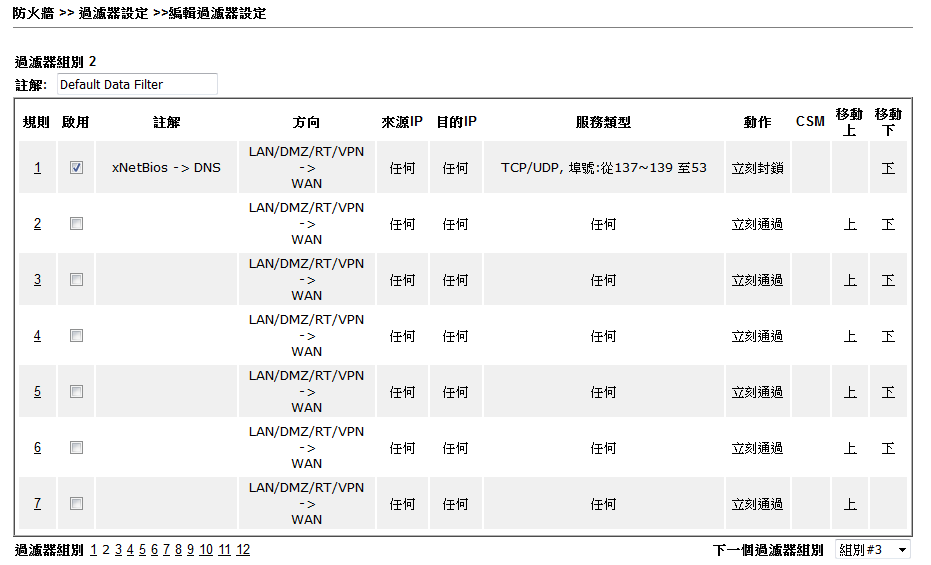 防火牆 >> 過濾器設定 >>編輯過濾器設定
過濾器組別 2
註解: Default Data Filter
規則 啟用 註解 方向 來源IP 目的IP 服務類型 動作 CSM 移動上 移動下
1 xNetBios -> DNS LAN/DMZ/RT/VPN -> WAN 任何 任何 TCP/UDP, 埠號:從137~139 至53 立刻封鎖 下
2 LAN/DMZ/RT/VPN -> WAN 任何 任何 任何 立刻通過 上 下
3 LAN/DMZ/RT/VPN -> WAN 任何 任何 任何 立刻通過 上 下
4 LAN/DMZ/RT/VPN -> WAN 任何 任何 任何 立刻通過 上 下
5 LAN/DMZ/RT/VPN -> WAN 任何 任何 任何 立刻通過 上 下
6 LAN/DMZ/RT/VPN -> WAN 任何 任何 任何 立刻通過 上 下
7 LAN/DMZ/RT/VPN -> WAN 任何 任何 任何 立刻通過 上
過濾器組別 1 2 3 4 5 6 7 8 9 10 11 12 下一個過濾器組別 組別#3